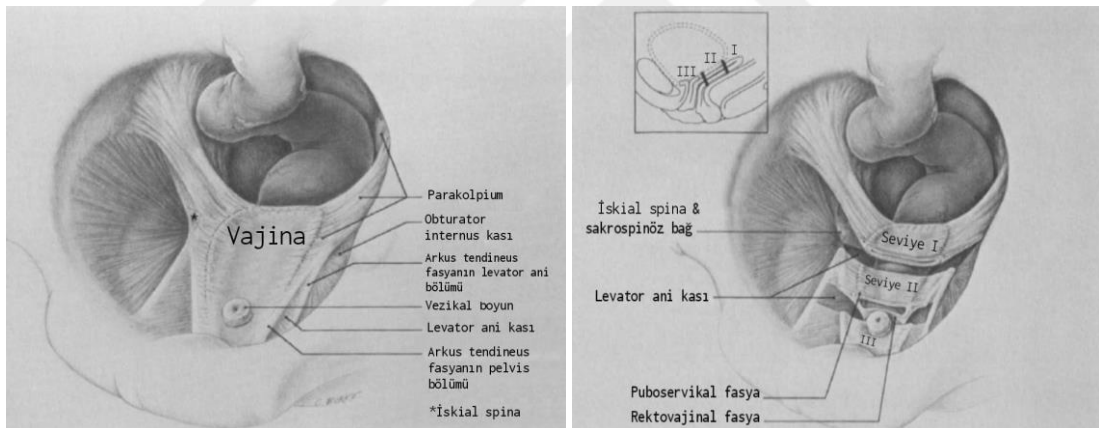 Vajina
Parakolpium
Obturator
internus kası
Arkus tendineus
fasyanın levator ani
bölümü
Vezikal boyun
Levator ani kası
Arkus tendineus
fasyanın pelvis
bölümü
*İskial spina
I
II
III
İskial spina &
sakrospinöz bağ
Seviye I
Seviye II
Levator ani kası
III
Puboservikal fasya
Rektovajinal fasya